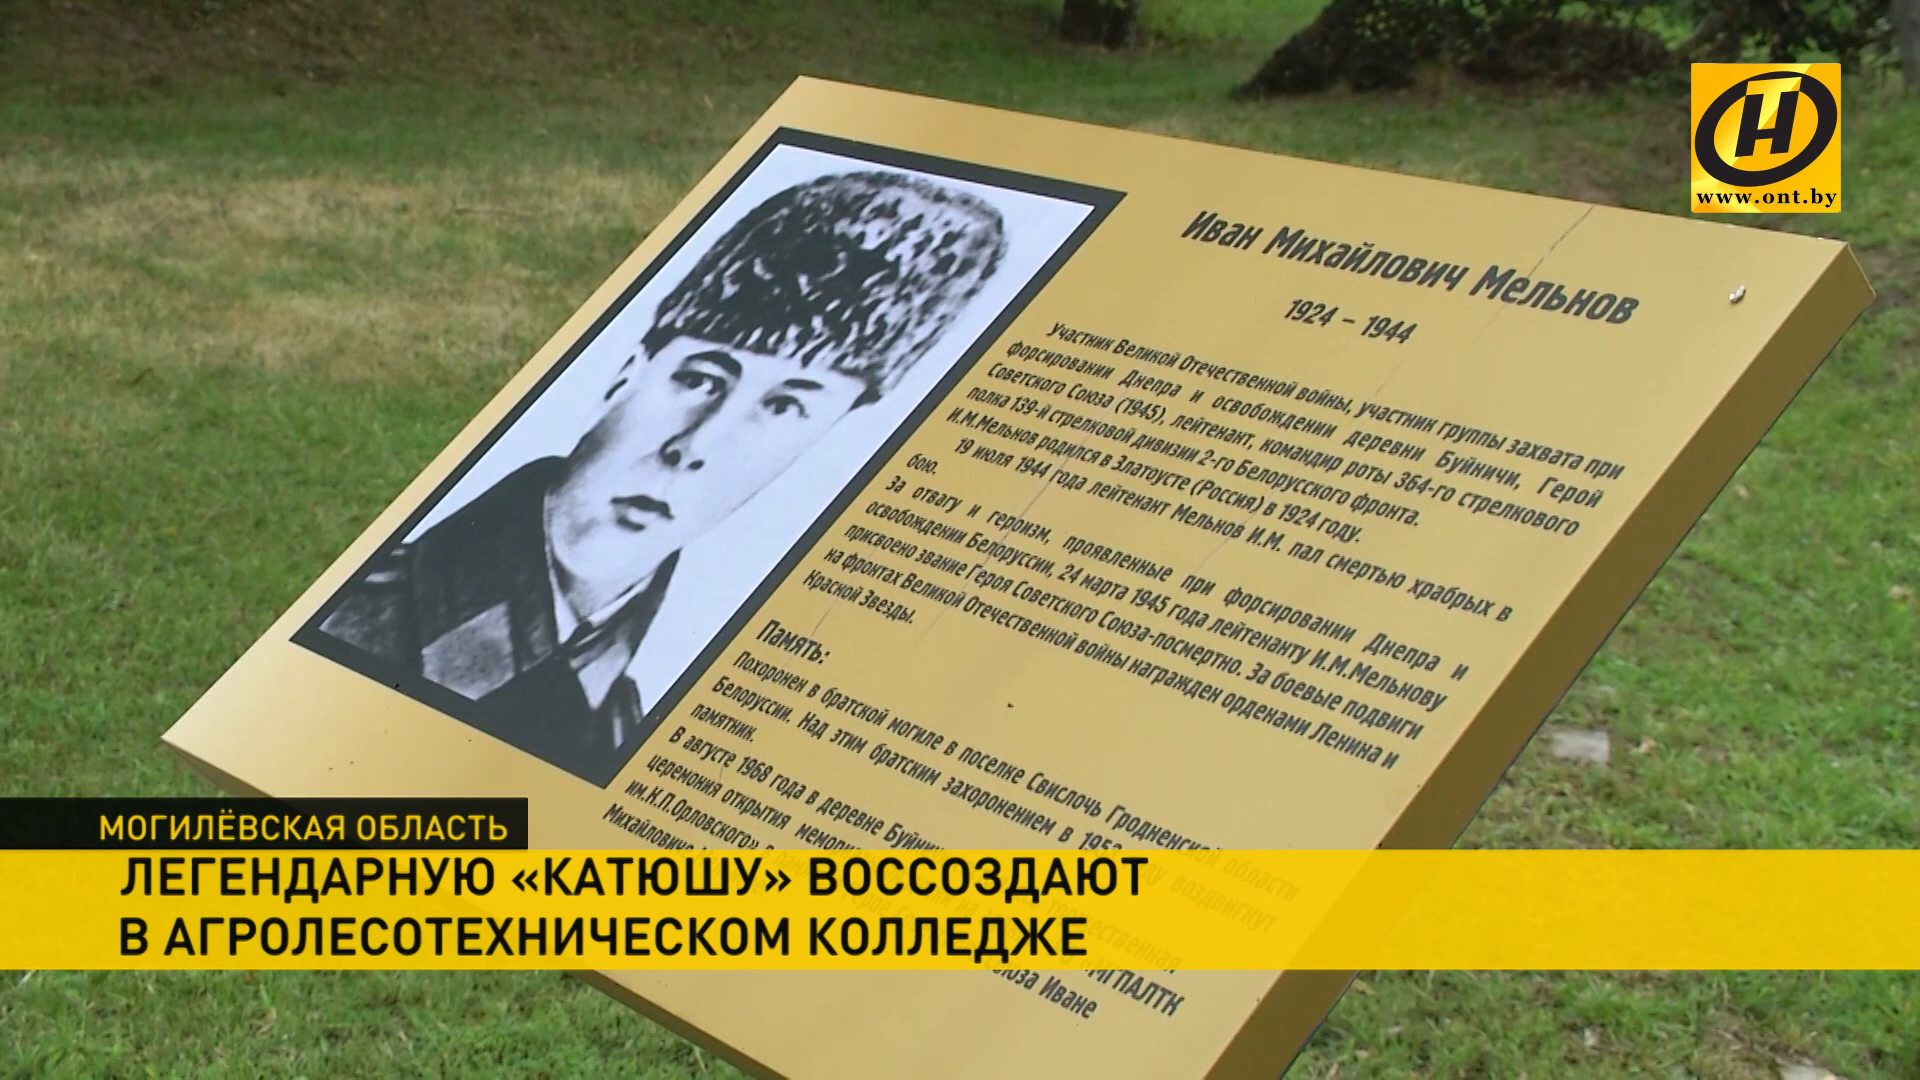 ОНТ
www.ont.by
Иван Михайлович Мельнов
1924 – 1944
Участник Великой Отечественной войны, участник группы захвата при
форсировании Днепра и освобождении деревни Буйничи, Герой
Советского Союза (1945), лейтенант, командир роты 364-го стрелкового
полка 139-й стрелковой дивизии 2-го Белорусского фронта.
И.М.Мельнов родился в Златоусте (Россия) в 1924 году.
19 июля 1944 года лейтенант Мельнов И.М. пал смертью храбрых в
бою.
За отвагу и героизм, проявленные при форсировании Днепра и
освобождении Белоруссии, 24 марта 1945 года лейтенанту И.М.Мельнову
присвоено звание Героя Советского Союза-посмертно. За боевые подвиги
на фронтах Великой Отечественной войны награжден орденами Ленина и
Красной Звезды.
Память:
Похоронен в братской могиле в поселке Свислочь Гродненской области
Белоруссии. Над этим братским захоронением в воздвигнут
памятник.
В августе 1968 года в деревне торжественная
церемония открытия «МГПАЛТК
им.К.П.Орловского» Союза Иване
МОГИЛЁВСКАЯ ОБЛАСТЬ
ЛЕГЕНДАРНУЮ «КАТЮШУ» ВОССОЗДАЮТ
В АГРОЛЕСОТЕХНИЧЕСКОМ КОЛЛЕДЖЕ